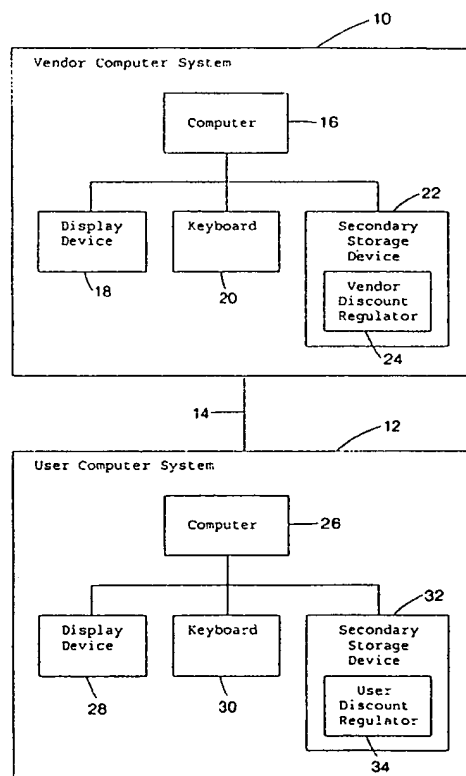 10
Vendor Computer System
Computer
16
Display
Device
18
Keyboard
20
22
Secondary
Storage
Device
Vendor
Discount
Regulator
24
14
12
User Computer System
Computer
26
Display
Device
28
Keyboard
30
32
Secondary
Storage
Device
User
Discount
Regulator
34